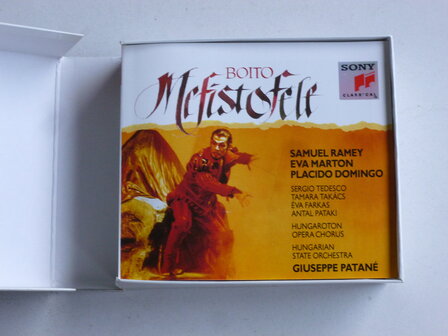 BOITO
Mefistofele
SONY
CLASSICAL
SAMUEL RAMEY
EVA MARTON
PLACIDO DOMINGO
SERGIO TEDESCO
TAMARA TAKÁCS
ÉVA FARKAS
ANTAL PATAKI
HUNGAROTON
OPERA CHORUS
HUNGARIAN
STATE ORCHESTRA
GIUSEPPE PATANÉ